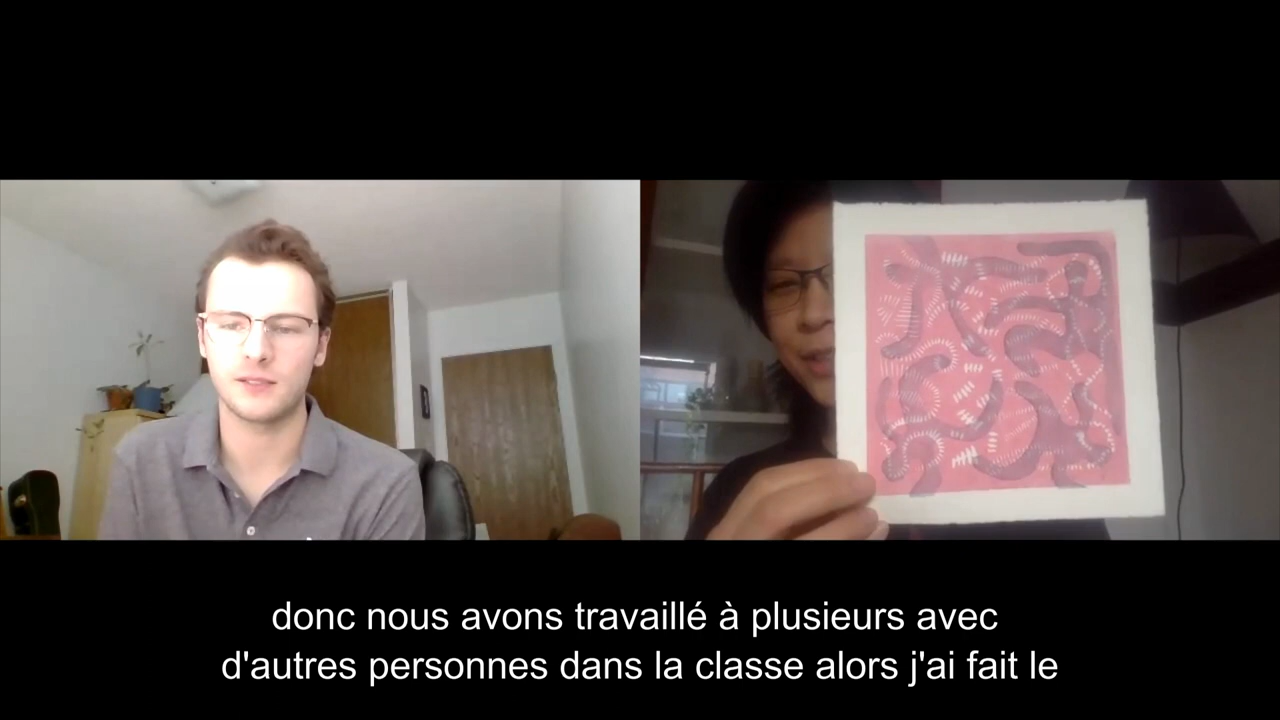 donc nous avons travaillé à plusieurs avec
d'autres personnes dans la classe alors j'ai fait le